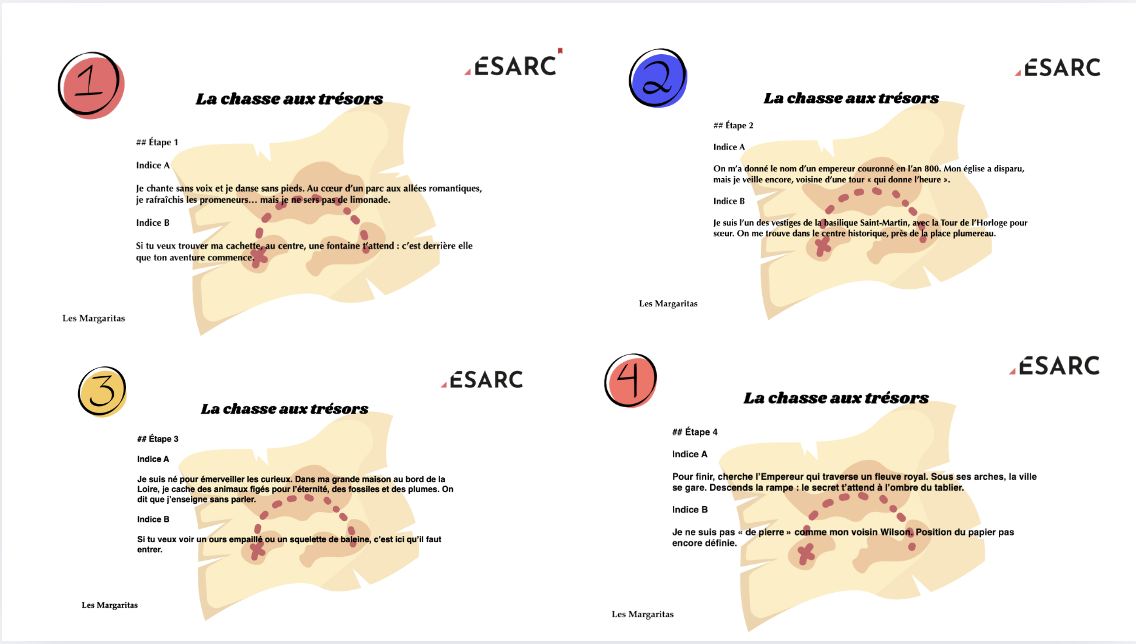 1
ESARC
La chasse aux trésors
## Étape 1
Indice A
Je chante sans voix et je danse sans pieds. Au cœur d'un parc aux allées romantiques,
je rafraîchis les promeneurs... mais je ne sers pas de limonade.
Indice B
Si tu veux trouver ma cachette, au centre, une fontaine t'attend : c'est derrière elle
que ton aventure commence.
Les Margaritas
2
ESARC
La chasse aux trésors
## Étape 2
Indice A
On m'a donné le nom d'un empereur couronné en l'an 800. Mon église a disparu,
mais je veille encore, voisine d'une tour « qui donne l'heure ».
Indice B
Je suis l'un des vestiges de la basilique Saint-Martin, avec la Tour de l'Horloge pour
sœur. On me trouve dans le centre historique, près de la place plumereau.
Les Margaritas
3
ESARC
La chasse aux trésors
## Étape 3
Indice A
Je suis né pour émerveiller les curieux. Dans ma grande maison au bord de la
Loire, je cache des animaux figés pour l'éternité, des fossiles et des plumes. On
dit que j'enseigne sans parler.
Indice B
Si tu veux voir un ours empaillé ou un squelette de baleine, c'est ici qu'il faut
entrer.
Les Margaritas
4
ESARC
La chasse aux trésors
## Étape 4
Indice A
Pour finir, cherche l'Empereur qui traverse un fleuve royal. Sous ses arches, la ville
se gare. Descends la rampe : le secret t'attend à l'ombre du tablier.
Indice B
Je ne suis pas « de pierre » comme mon voisin Wilson. Position du papier pas
encore définie.
Les Margaritas